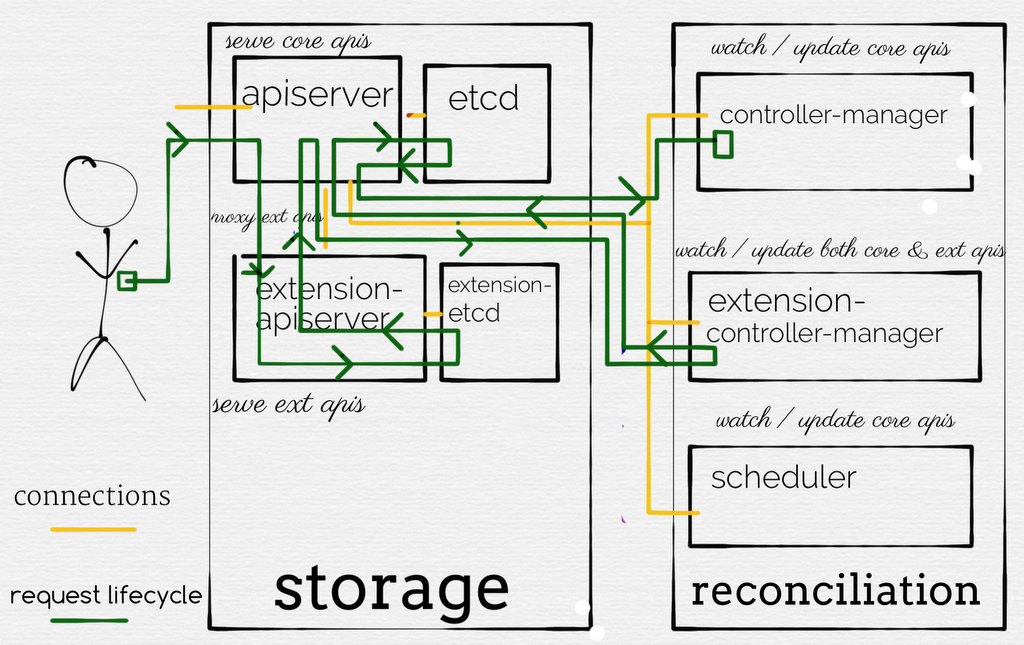 serve core apis
apiserver
etcd
proxy ext apis
extension-
apiserver
extension-
etcd
serve ext apis
connections
request lifecycle
storage
watch / update core apis
controller-manager
watch / update both core & ext apis
extension-
controller-manager
watch / update core apis
scheduler
reconciliation